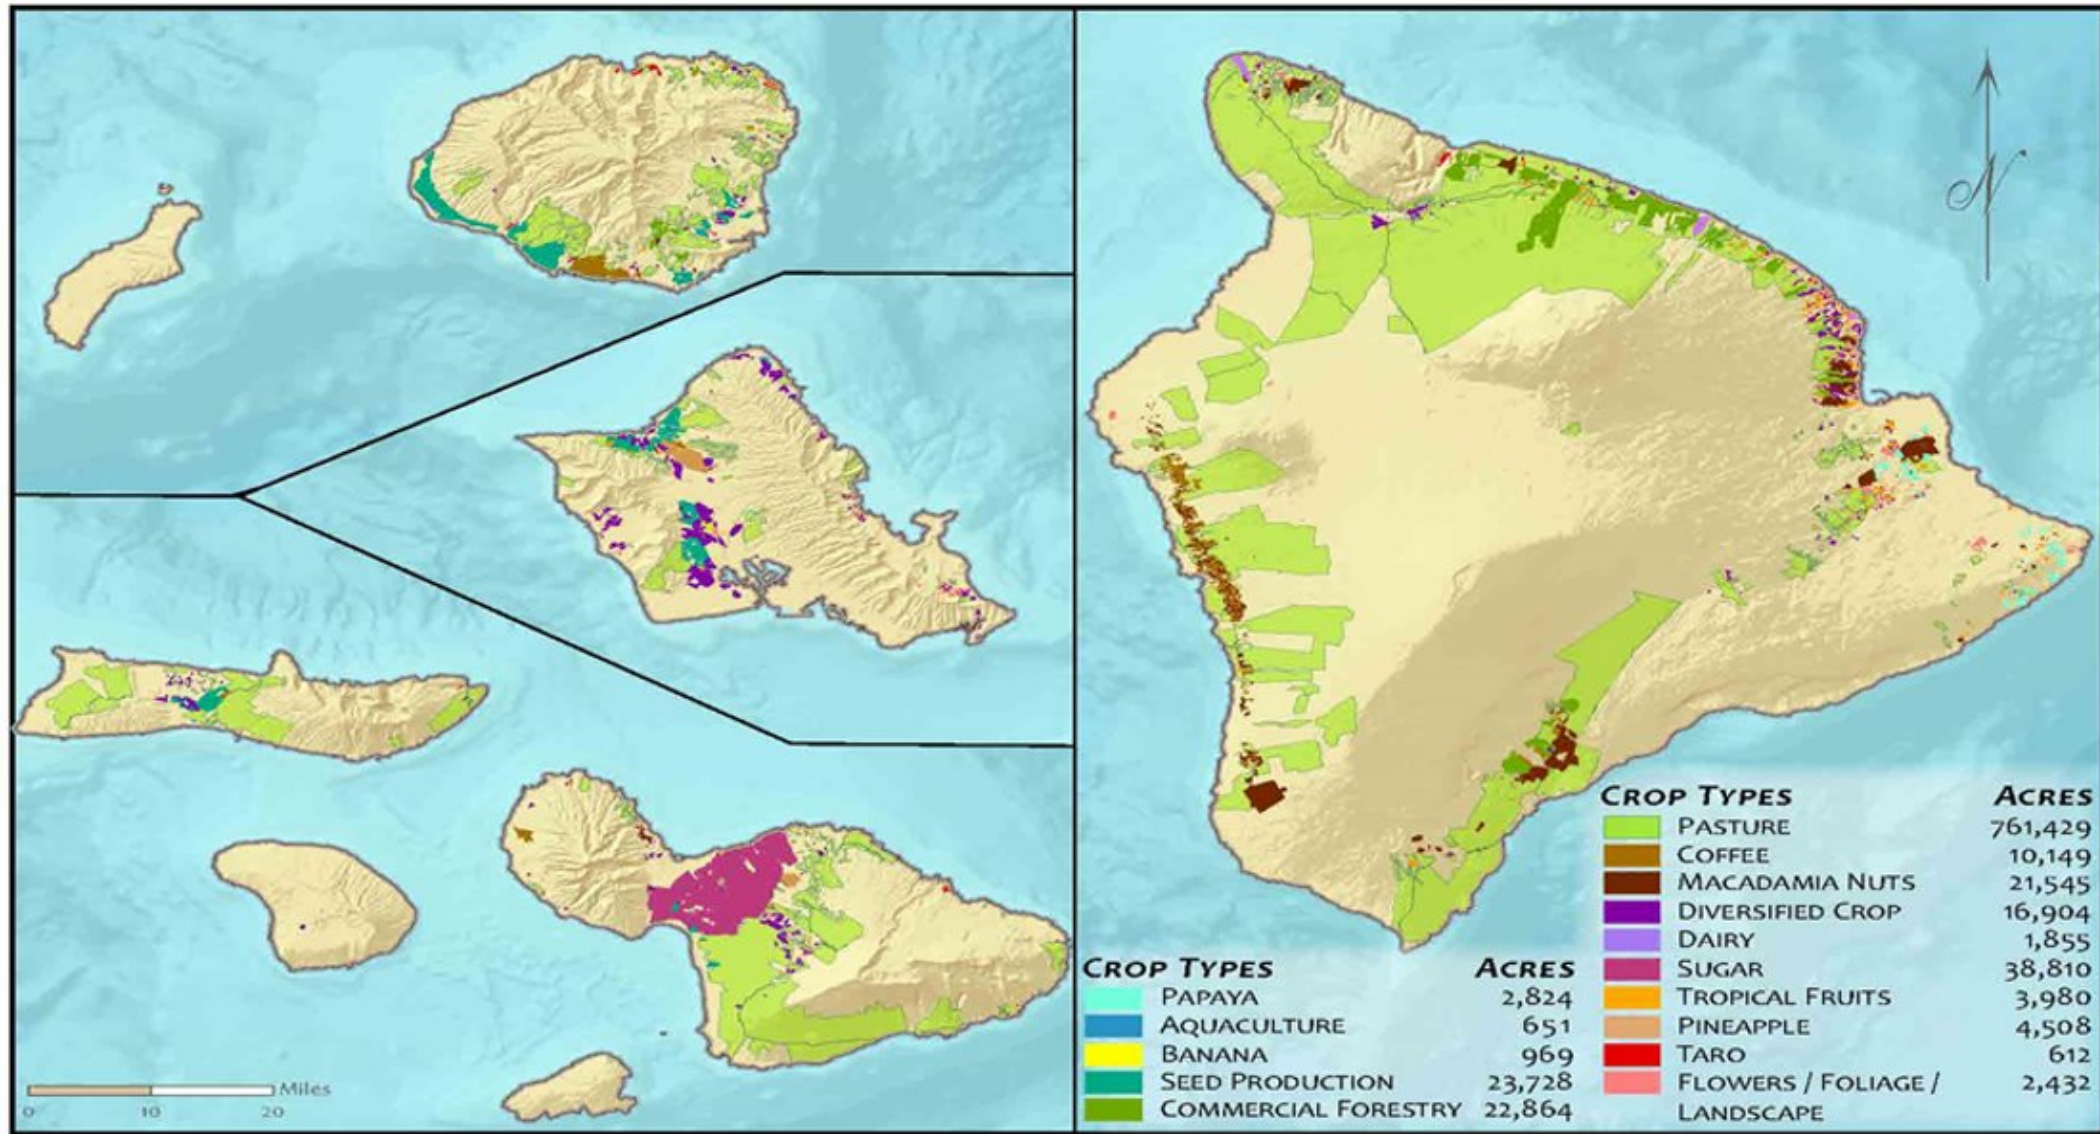 N
CROP TYPES ACRES
PASTURE 761,429
COFFEE 10,149
MACADAMIA NUTS 21,545
DIVERSIFIED CROP 16,904
DAIRY 1,855
SUGAR 38,810
TROPICAL FRUITS 3,980
PINEAPPLE 4,508
TARO 612
FLOWERS / FOLIAGE / 2,432
LANDSCAPE
CROP TYPES ACRES
PAPAYA 2,824
AQUACULTURE 651
BANANA 969
SEED PRODUCTION 23,728
COMMERCIAL FORESTRY 22,864
Miles
0 10 20